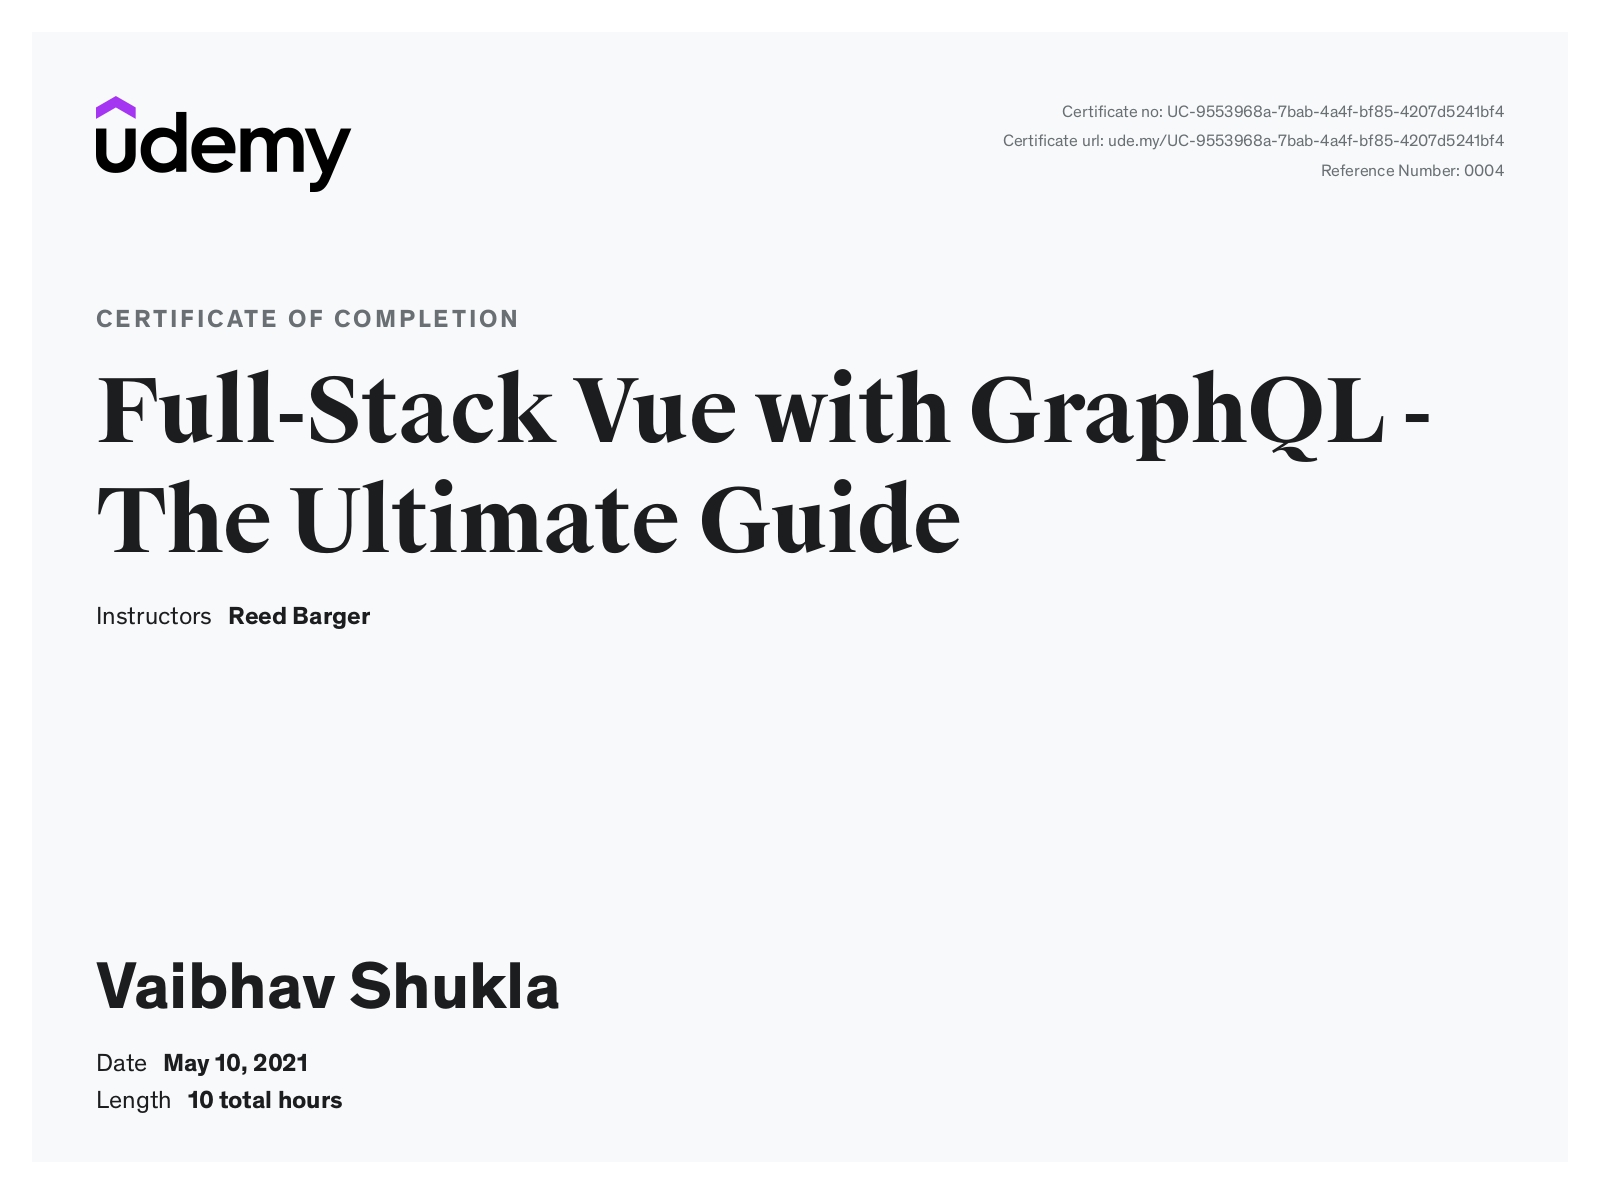 udemy
Certificate no: UC-9553968a-7bab-4a4f-bf85-4207d5241bf4
Certificate url: ude.my/UC-9553968a-7bab-4a4f-bf85-4207d5241bf4
Reference Number: 0004
CERTIFICATE OF COMPLETION
Full-Stack Vue with GraphQL -
The Ultimate Guide
Instructors Reed Barger
Vaibhav Shukla
Date May 10, 2021
Length 10 total hours